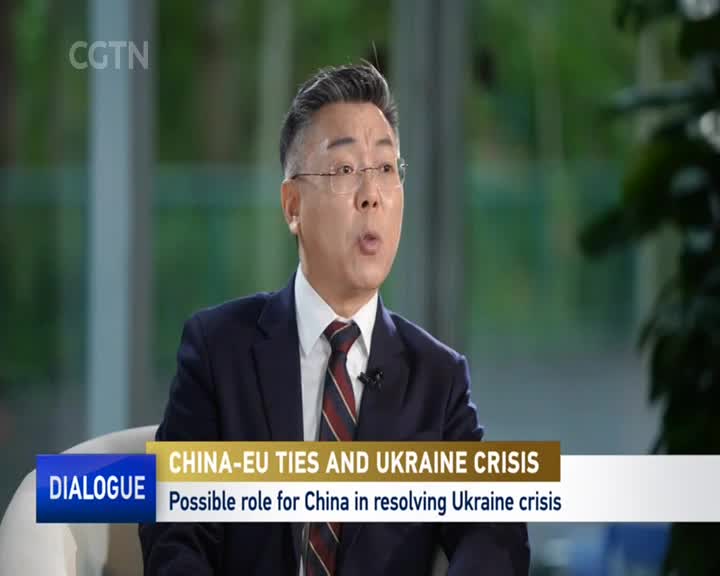 CGTN
CHINA-EU TIES AND UKRAINE CRISIS
DIALOGUE
Possible role for China in resolving Ukraine crisis